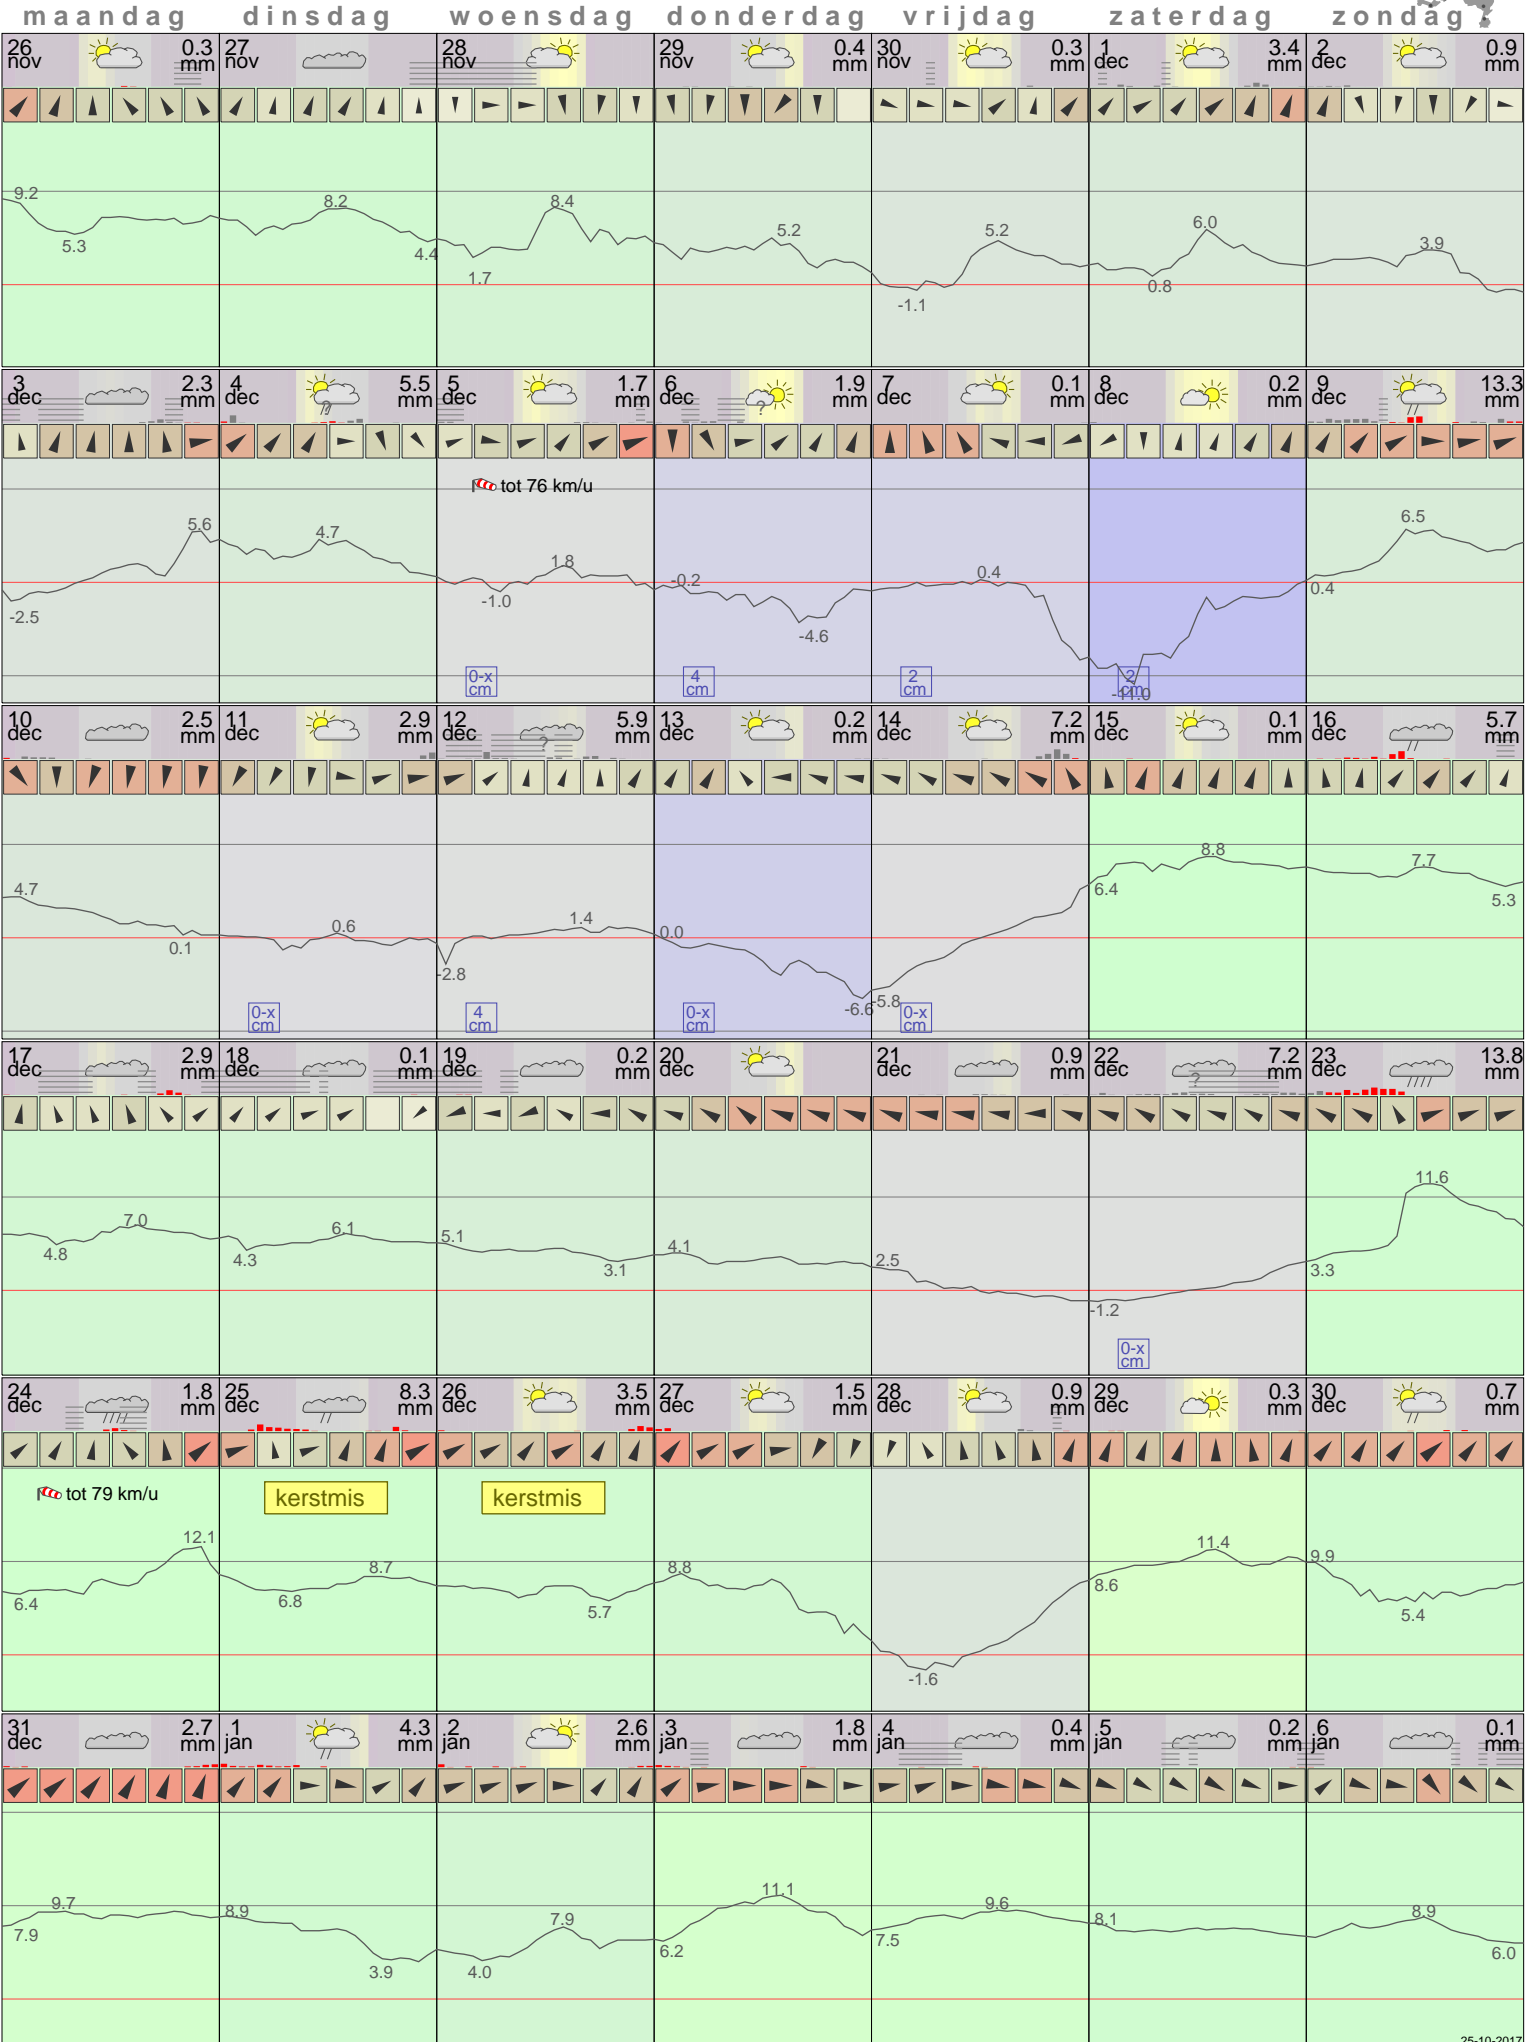 maandag dinsdag woensdag donderdag vrijdag zaterdag zondag
26 0.3 27 28 29 0.4 30 0.3 1 3.4 2 0.9
nov mm nov nov nov mm nov mm dec mm dec mm
9.2 8.2 8.4 5.2 5.2 6.0 3.9
5.3 4.4 1.7 -1.1 0.8
3 2.3 4 5.5 5 1.7 6 1.9 7 0.1 8 0.2 9 13.3
dec mm dec mm dec mm dec mm dec mm dec mm dec mm
? ?
tot 76 km/u
5.6 4.7 1.8 -0.2 0.4 6.5
-2.5 -1.0 -4.6 -11.0 0.4
0-x 4 2 2
cm cm cm cm
10 2.5 11 2.9 12 5.9 13 0.2 14 7.2 15 0.1 16 5.7
dec mm dec mm dec mm dec mm dec mm dec mm dec mm
?
4.7 0.6 1.4 0.0 8.8 7.7
0.1 -2.8 -6.6 -5.8 6.4 5.3
0-x 4 0-x 0-x
cm cm cm cm
17 2.9 18 0.1 19 0.2 20 21 0.9 22 7.2 23 13.8
dec mm dec mm dec mm dec dec mm dec mm dec mm
?
7.0 6.1 5.1 4.1 2.5 11.6
4.8 4.3 3.1 -1.2 3.3
0-x
cm
24 1.8 25 8.3 26 3.5 27 1.5 28 0.9 29 0.3 30 0.7
dec mm dec mm dec mm dec mm dec mm dec mm dec mm
tot 79 km/u kerstmis kerstmis
12.1 8.7 8.8 11.4 9.9
6.4 6.8 5.7 -1.6 8.6 5.4
31 2.7 1 4.3 2 2.6 3 1.8 4 0.4 5 0.2 6 0.1
dec mm jan mm jan mm jan mm jan mm jan mm jan mm
9.7 8.9 7.9 11.1 9.6 8.1 8.9
7.9 3.9 4.0 6.2 7.5 6.0
25-10-2017